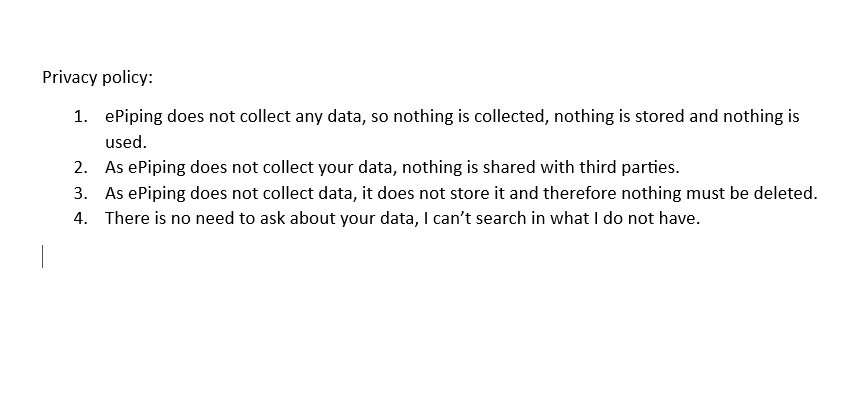 Privacy policy:
1. ePiping does not collect any data, so nothing is collected, nothing is stored and nothing is
used.
2. As ePiping does not collect your data, nothing is shared with third parties.
3. As ePiping does not collect data, it does not store it and therefore nothing must be deleted.
4. There is no need to ask about your data, I can’t search in what I do not have.